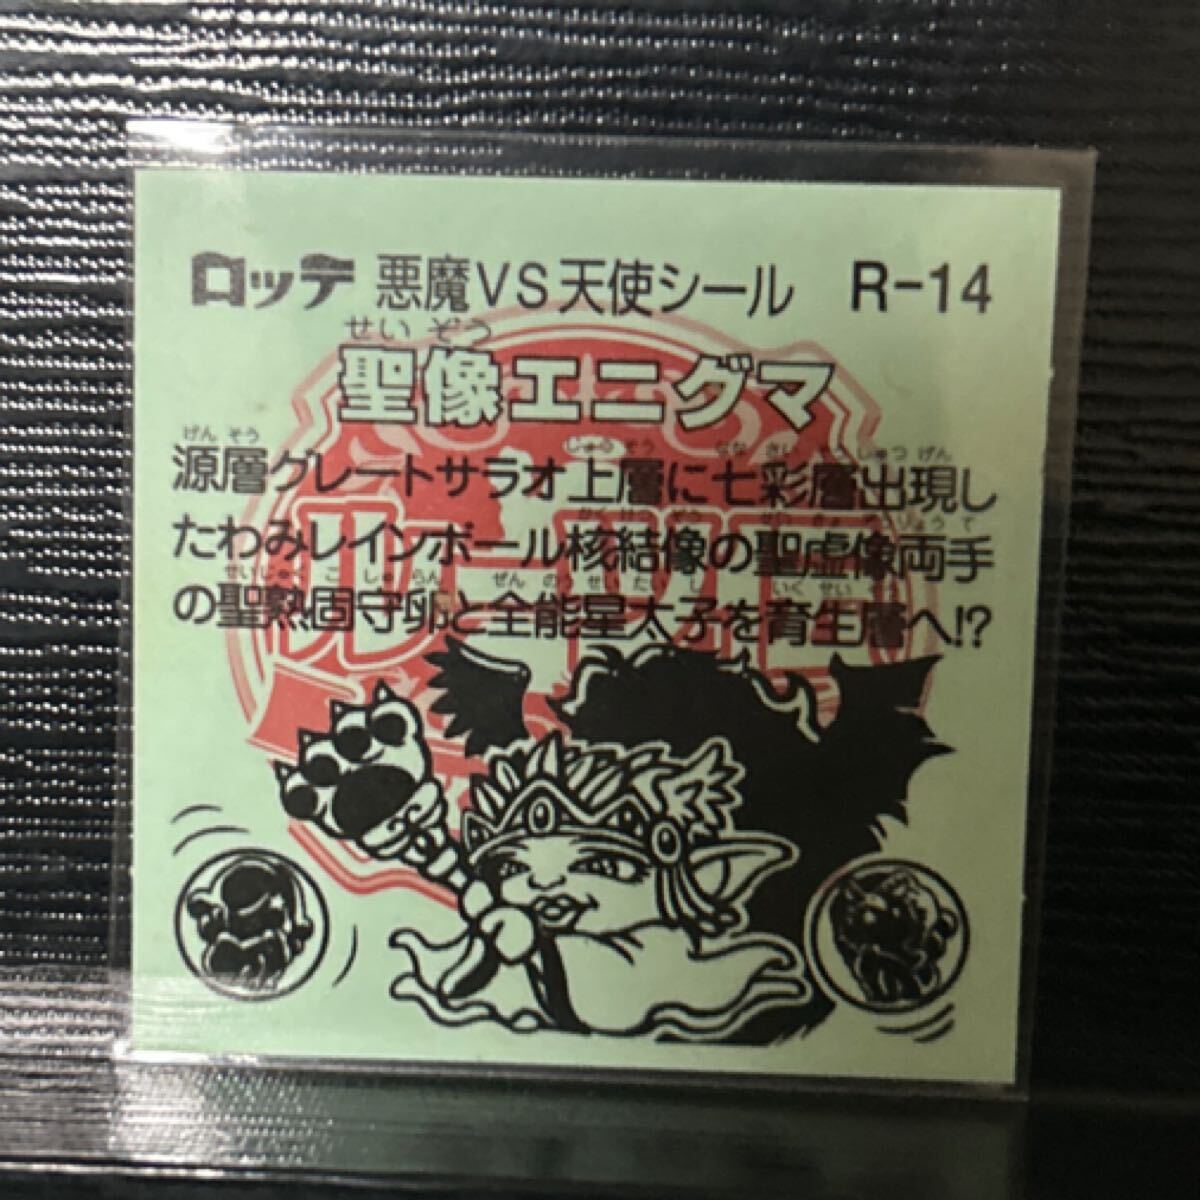 ロッテ 悪魔VS天使シール R-14
せい ぞう
聖像エニグマ
げん そう
源層グレートサラオ上層に七彩層出現し
たわみレインボール核結像の聖虚像両手
の聖熟固守卵と全能星太子を育生層へ!?